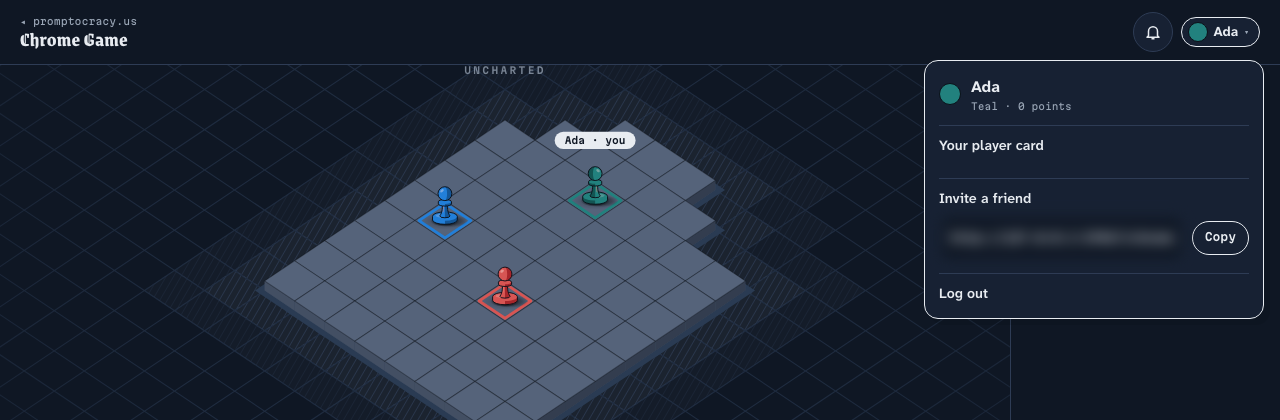 ◂ promptocracy.us
Chrome Game
Ada ▾
UNCHARTED
Ada · you
Ada
Teal · 0 points
Your player card
Invite a friend
Copy
Log out